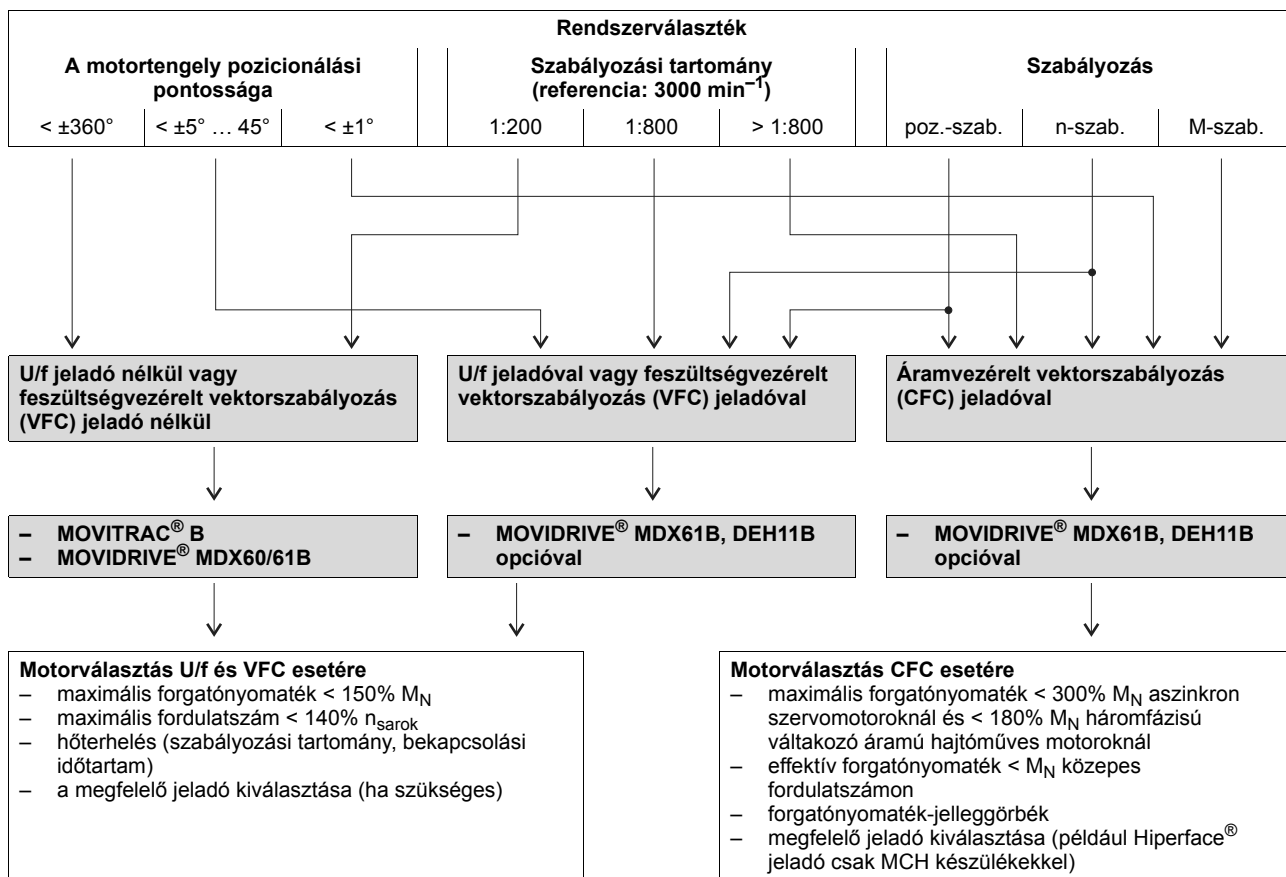 Rendszerválaszték
A motortengely pozicionálási
pontossága
Szabályozási tartomány
(referencia: 3000 min⁻¹)
Szabályozás
< ±360°
< ±5° … 45°
< ±1°
1:200
1:800
> 1:800
poz.-szab.
n-szab.
M-szab.
U/f jeladó nélkül vagy
feszültségvezérelt vektorszabályozás
(VFC) jeladó nélkül
U/f jeladóval vagy feszültségvezérelt
vektorszabályozás (VFC) jeladóval
Áramvezérelt vektorszabályozás
(CFC) jeladóval
– MOVITRAC® B
– MOVIDRIVE® MDX60/61B
– MOVIDRIVE® MDX61B, DEH11B
opcióval
– MOVIDRIVE® MDX61B, DEH11B
opcióval
Motorválasztás U/f és VFC esetére
– maximális forgatónyomaték < 150% M_N
– maximális fordulatszám < 140% n_sarok
– hőterhelés (szabályozási tartomány, bekapcsolási
időtartam)
– a megfelelő jeladó kiválasztása (ha szükséges)
Motorválasztás CFC esetére
– maximális forgatónyomaték < 300% M_N aszinkron
szervomotoroknál és < 180% M_N háromfázisú
váltakozó áramú hajtóműves motoroknál
– effektív forgatónyomaték < M_N közepes
fordulatszámon
– forgatónyomaték-jelleggörbék
– megfelelő jeladó kiválasztása (például Hiperface®
jeladó csak MCH készülékekkel)